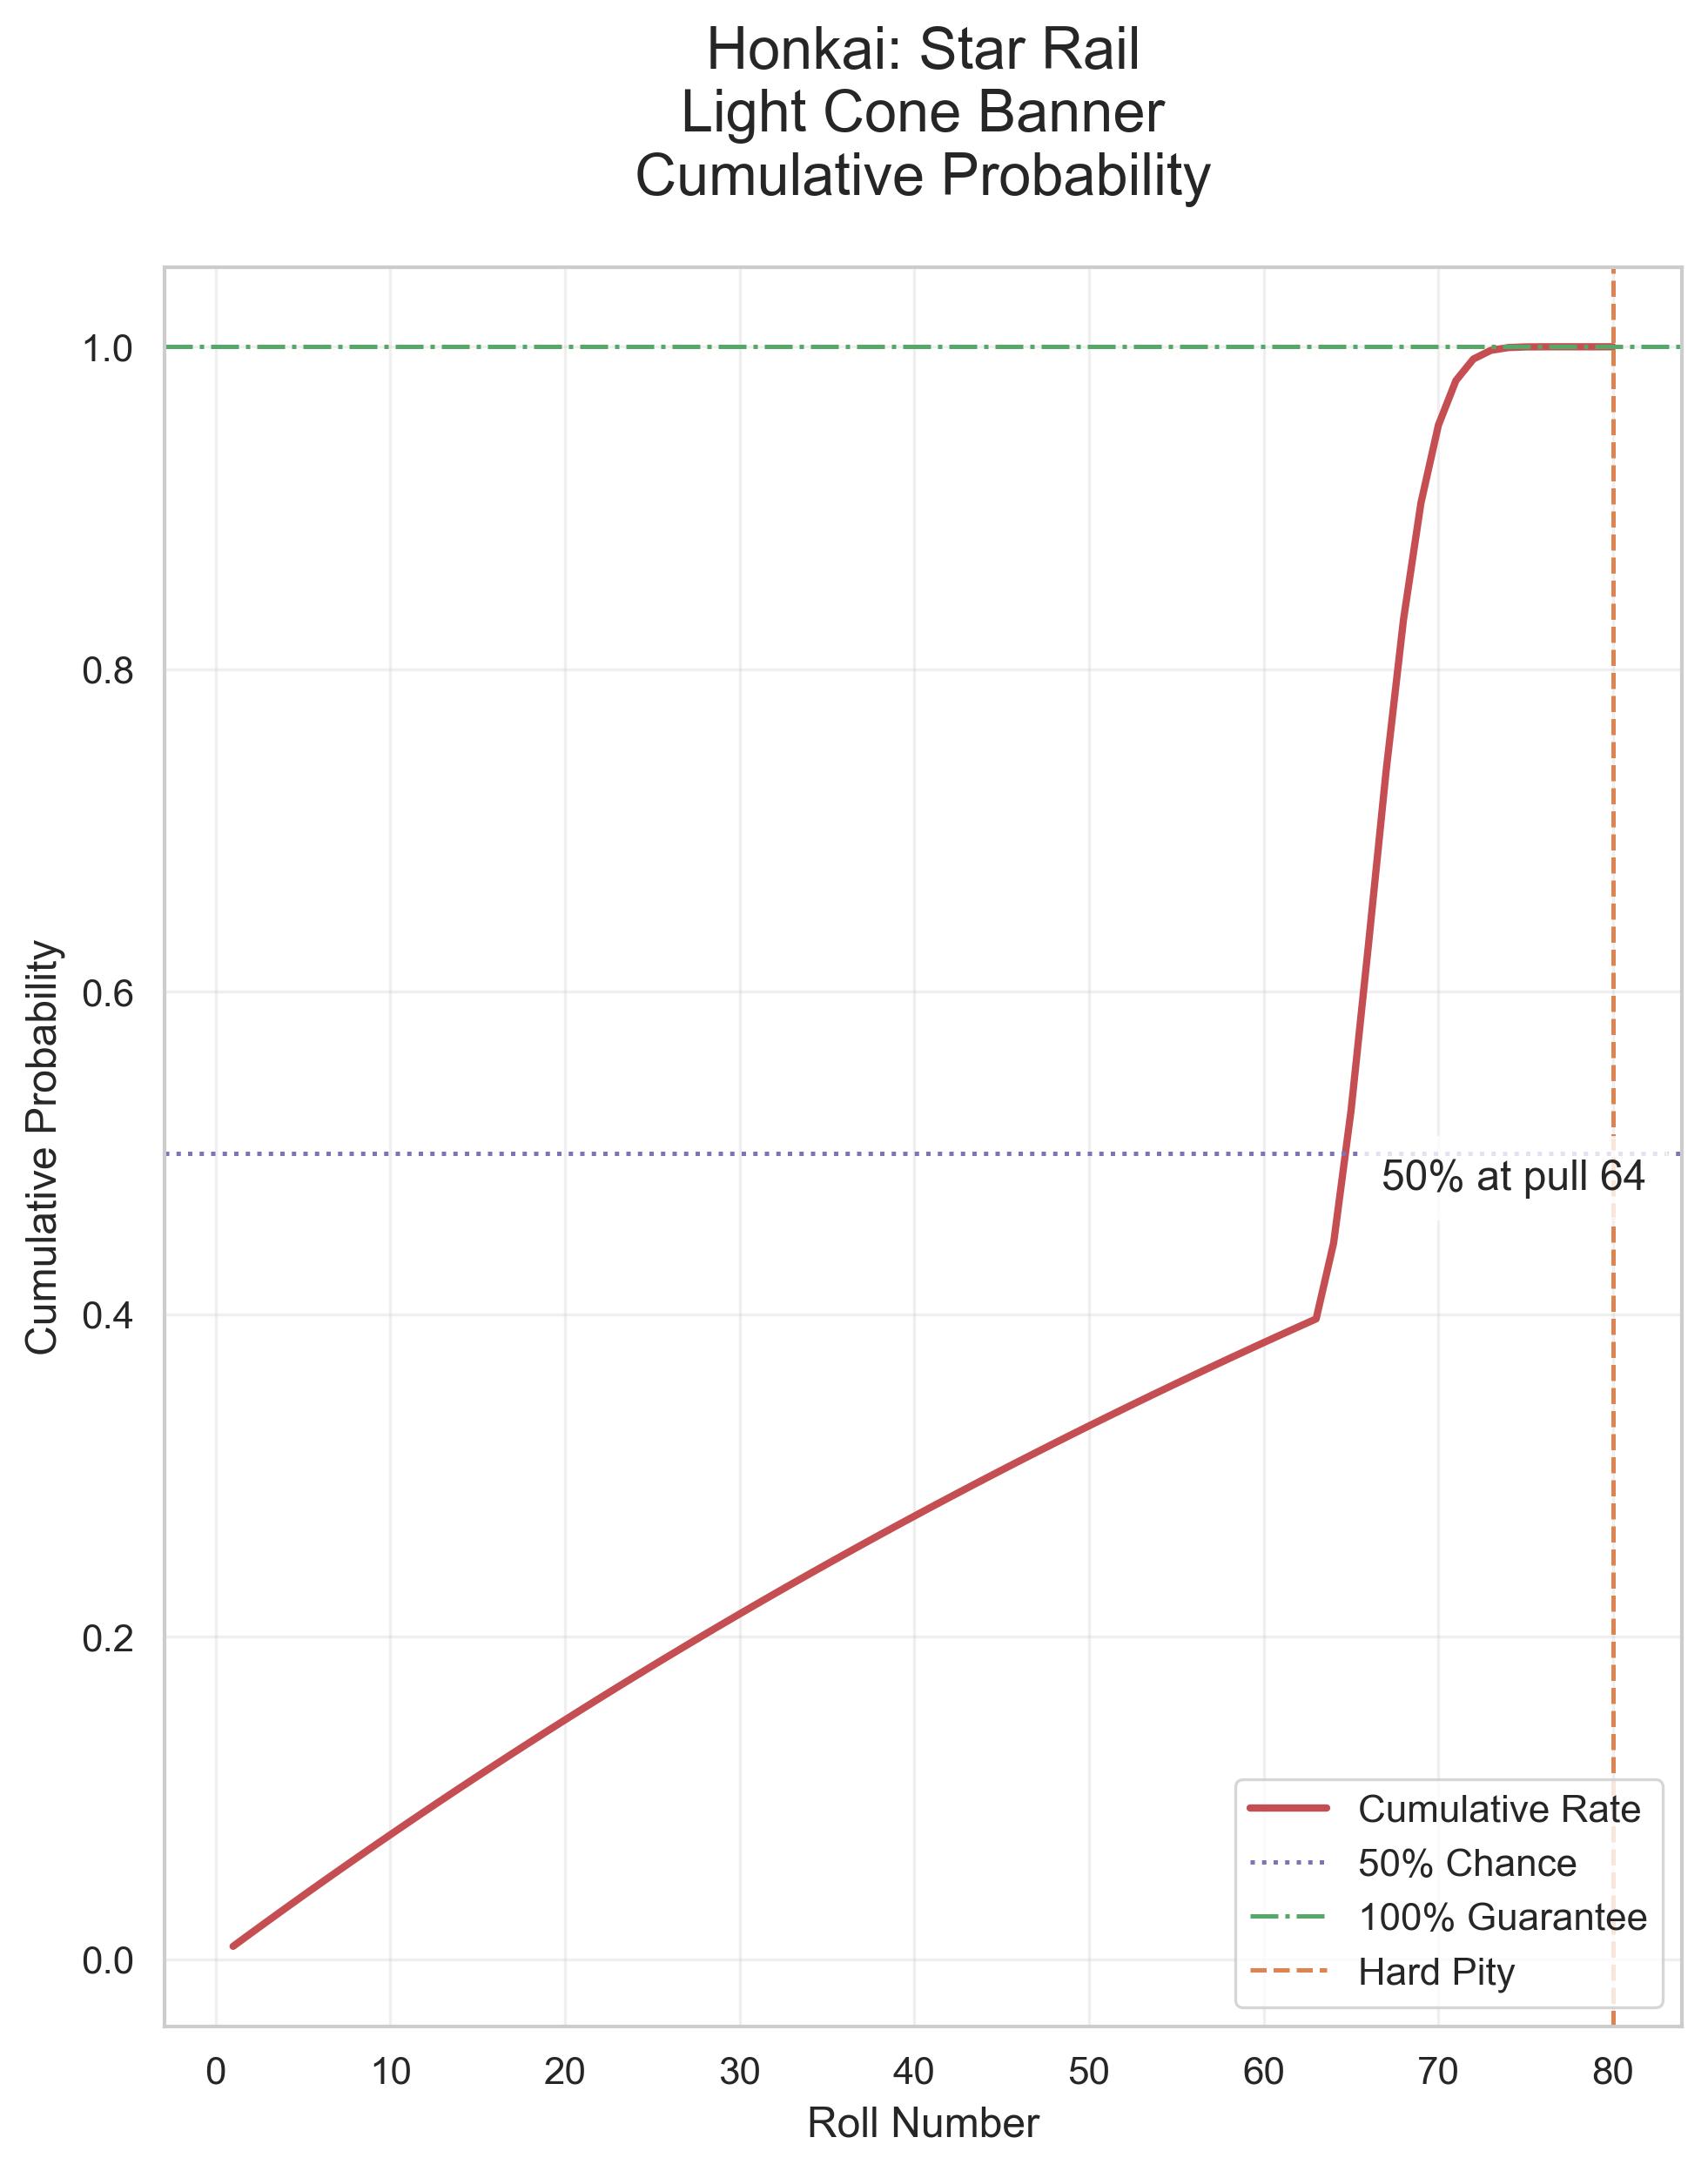 Honkai: Star Rail
Light Cone Banner
Cumulative Probability
Cumulative Probability
1.0
0.8
0.6
0.4
0.2
0.0
50% at pull 64
Cumulative Rate
50% Chance
100% Guarantee
Hard Pity
0 10 20 30 40 50 60 70 80
Roll Number